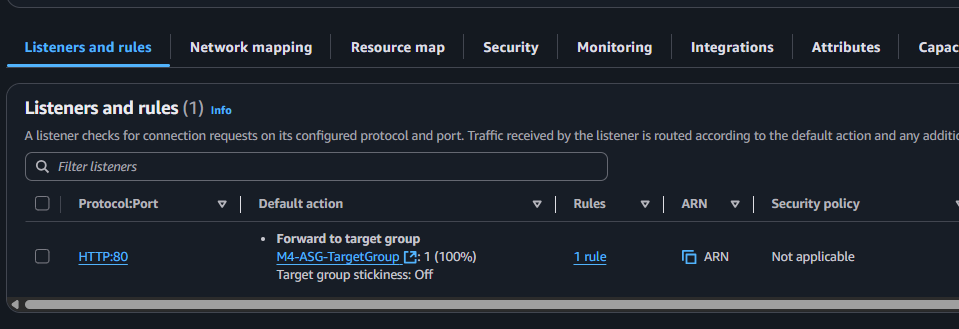 Listeners and rules Network mapping Resource map Security Monitoring Integrations Attributes Capac
Listeners and rules (1) Info
A listener checks for connection requests on its configured protocol and port. Traffic received by the listener is routed according to the default action and any additio
Filter listeners
Protocol:Port Default action Rules ARN Security policy
• Forward to target group
HTTP:80 M4-ASG-TargetGroup : 1 (100%) 1 rule ARN Not applicable
Target group stickiness: Off